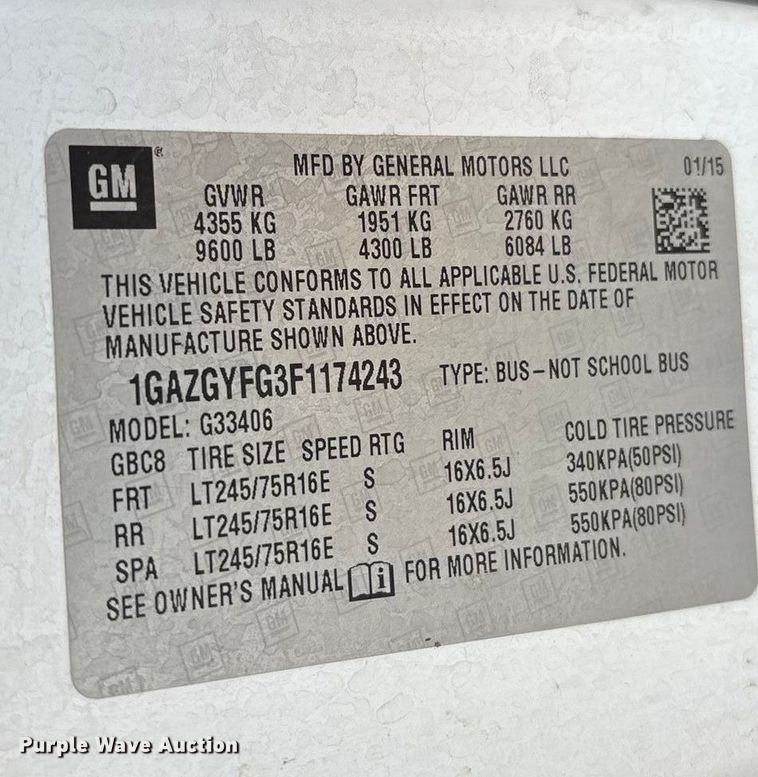 GM ®
MFD BY GENERAL MOTORS LLC 01/15
GVWR GAWR FRT GAWR RR
4355 KG 1951 KG 2760 KG
9600 LB 4300 LB 6084 LB
THIS VEHICLE CONFORMS TO ALL APPLICABLE U.S. FEDERAL MOTOR
VEHICLE SAFETY STANDARDS IN EFFECT ON THE DATE OF
MANUFACTURE SHOWN ABOVE.
1GAZGYFG3F1174243 TYPE: BUS-NOT SCHOOL BUS
MODEL: G33406
GBC8 TIRE SIZE SPEED RTG RIM COLD TIRE PRESSURE
FRT LT245/75R16E S 16X6.5J 340KPA(50PSI)
RR LT245/75R16E S 16X6.5J 550KPA(80PSI)
SPA LT245/75R16E S 16X6.5J 550KPA(80PSI)
SEE OWNER'S MANUAL i FOR MORE INFORMATION.
Purple Wave Auction